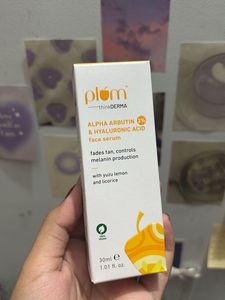 plum
thinkDERMA
ALPHA ARBUTIN 2%
& HYALURONIC ACID
face serum
fades tan, controls
melanin production
with yuzu lemon
and licorice
30ml e
1.01 fl. oz.